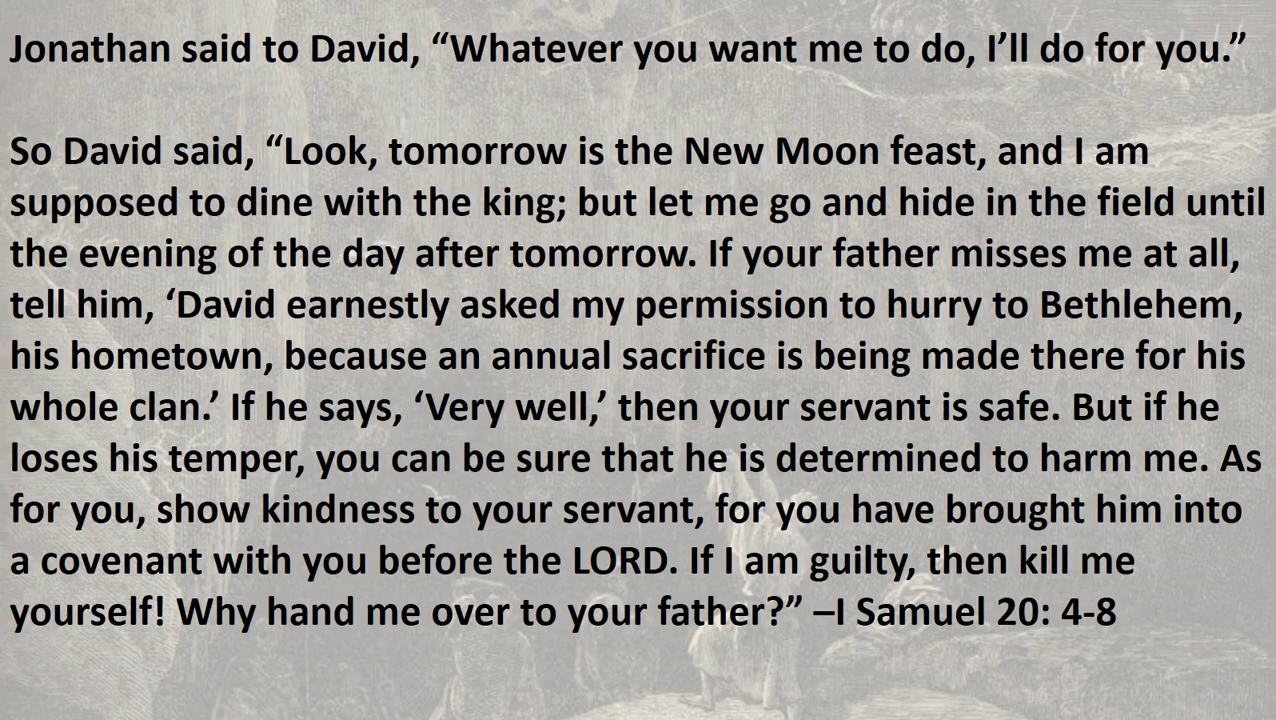 Jonathan said to David, “Whatever you want me to do, I’ll do for you.”
So David said, “Look, tomorrow is the New Moon feast, and I am
supposed to dine with the king; but let me go and hide in the field until
the evening of the day after tomorrow. If your father misses me at all,
tell him, ‘David earnestly asked my permission to hurry to Bethlehem,
his hometown, because an annual sacrifice is being made there for his
whole clan.’ If he says, ‘Very well,’ then your servant is safe. But if he
loses his temper, you can be sure that he is determined to harm me. As
for you, show kindness to your servant, for you have brought him into
a covenant with you before the LORD. If I am guilty, then kill me
yourself! Why hand me over to your father?” –I Samuel 20: 4-8